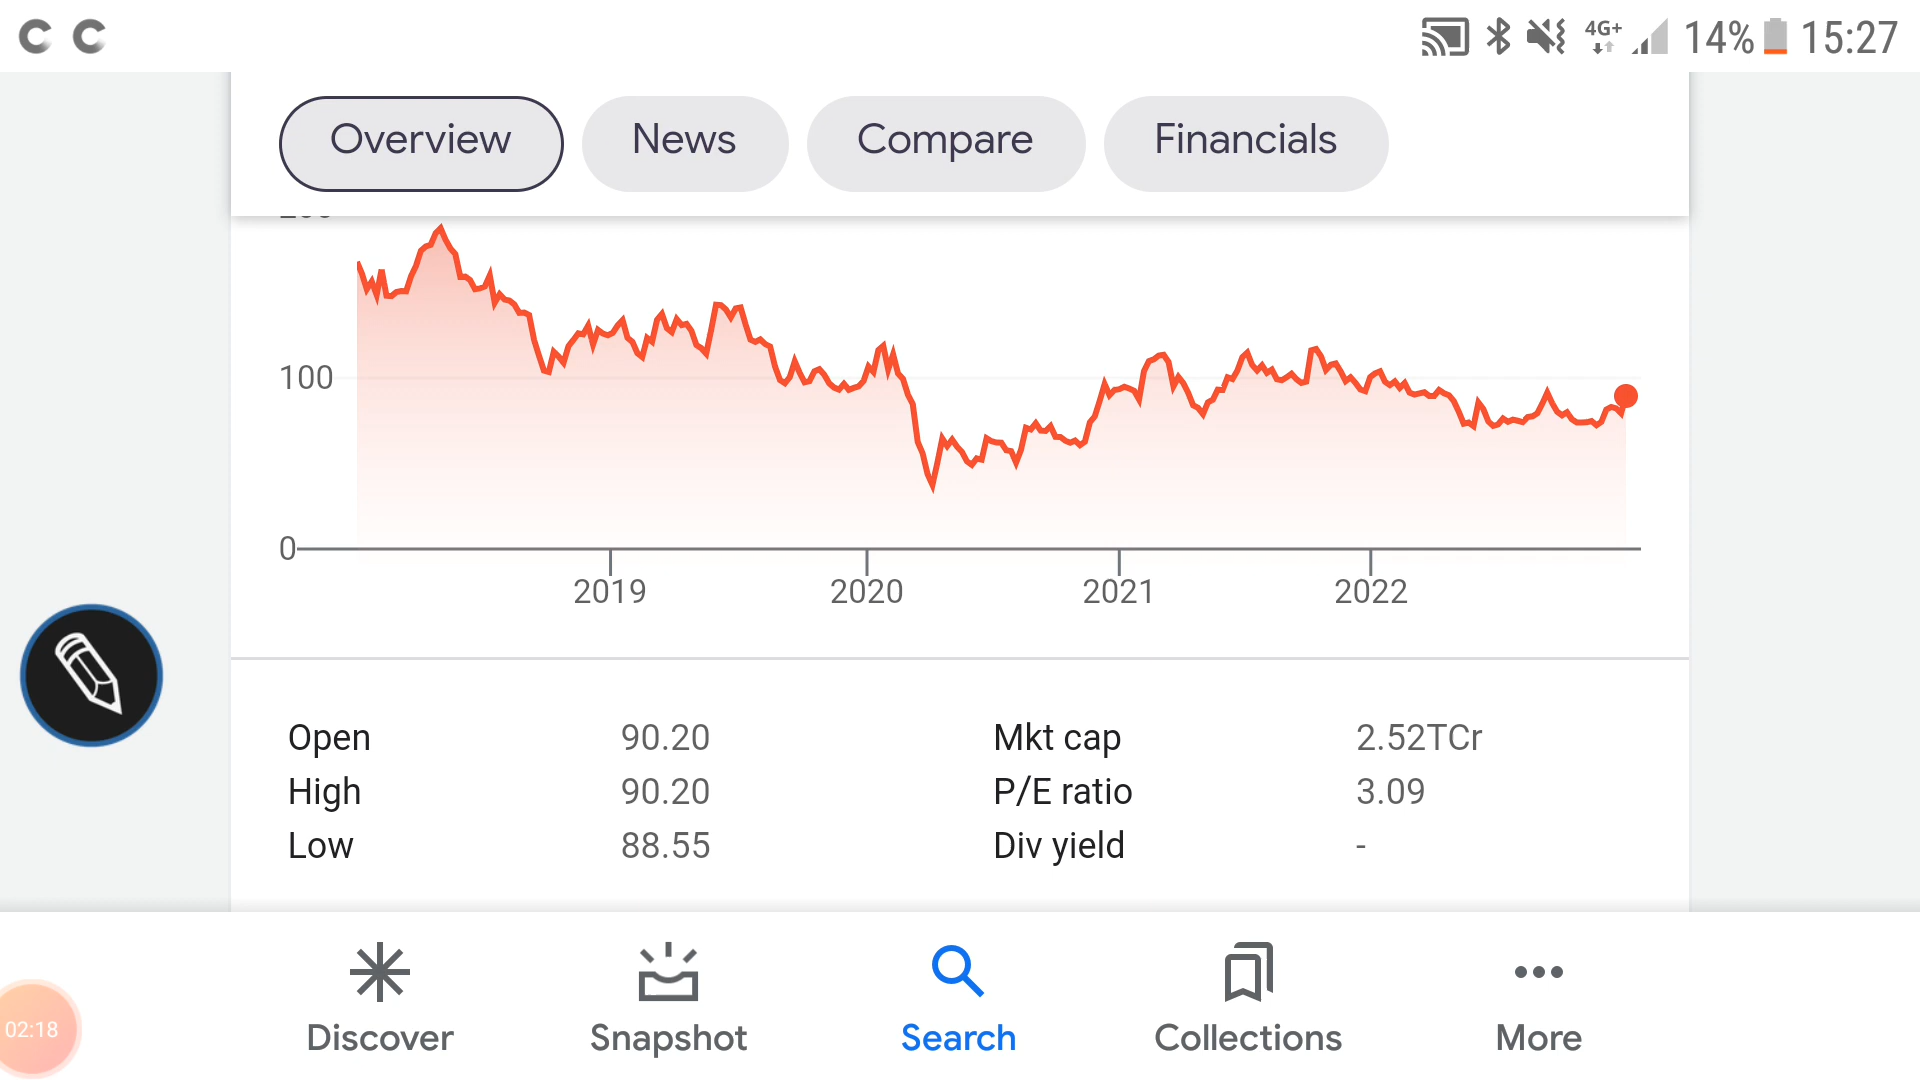 4G+ 14% 15:27
Overview News Compare Financials
100
0
2019 2020 2021 2022
Open 90.20 Mkt cap 2.52TCr
High 90.20 P/E ratio 3.09
Low 88.55 Div yield -
02:18
Discover Snapshot Search Collections More